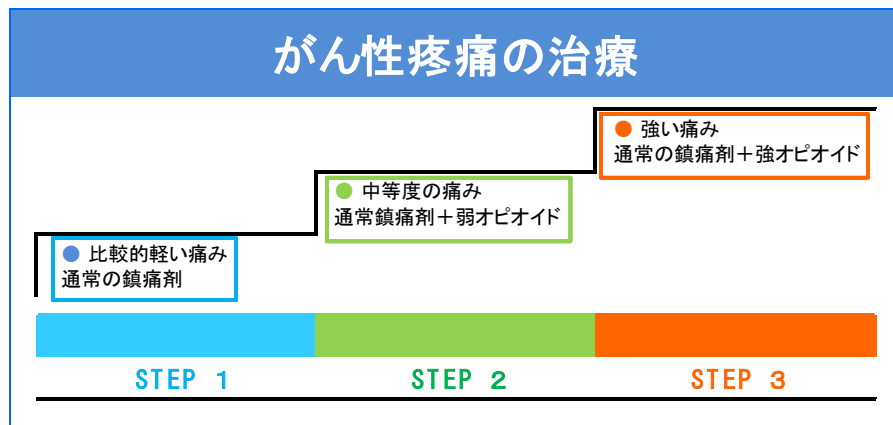 がん性疼痛の治療
● 強い痛み
通常の鎮痛剤＋強オピオイド
● 中等度の痛み
通常鎮痛剤＋弱オピオイド
● 比較的軽い痛み
通常の鎮痛剤
STEP 1
STEP 2
STEP 3